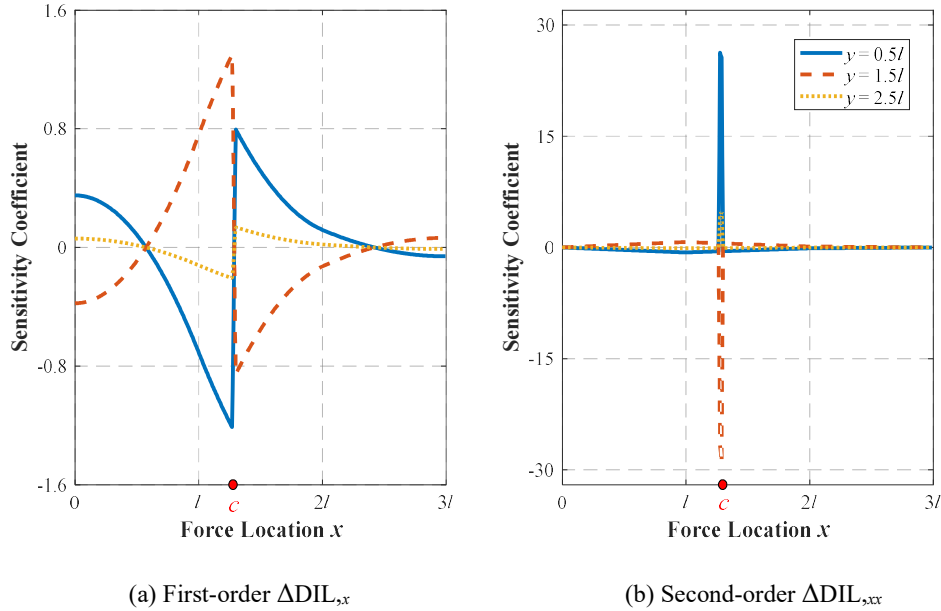 1.6
0.8
0
-0.8
-1.6
Sensitivity Coefficient
0
l
c
2l
3l
Force Location x
(a) First-order ΔDIL,x
30
15
0
-15
-30
Sensitivity Coefficient
y = 0.5l
y = 1.5l
y = 2.5l
0
l
c
2l
3l
Force Location x
(b) Second-order ΔDIL,xx